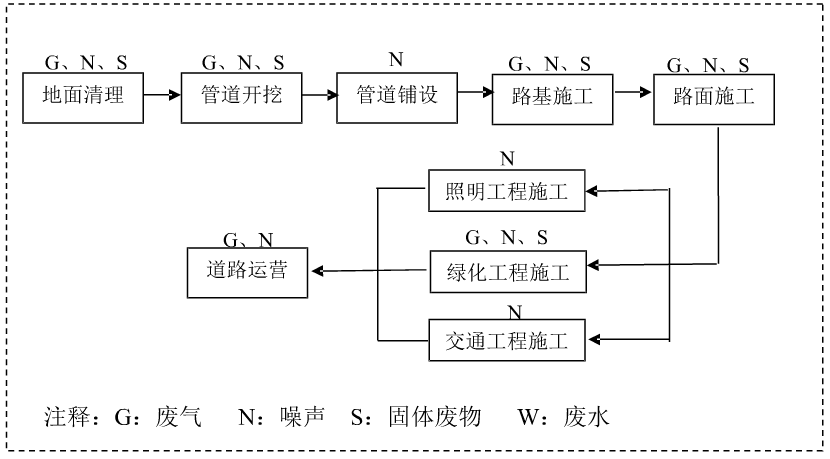 G、N、S
G、N、S
N
G、N、S
G、N、S
地面清理
管道开挖
管道铺设
路基施工
路面施工
N
照明工程施工
G、N
道路运营
G、N、S
绿化工程施工
N
交通工程施工
注释：G：废气 N：噪声 S：固体废物 W：废水